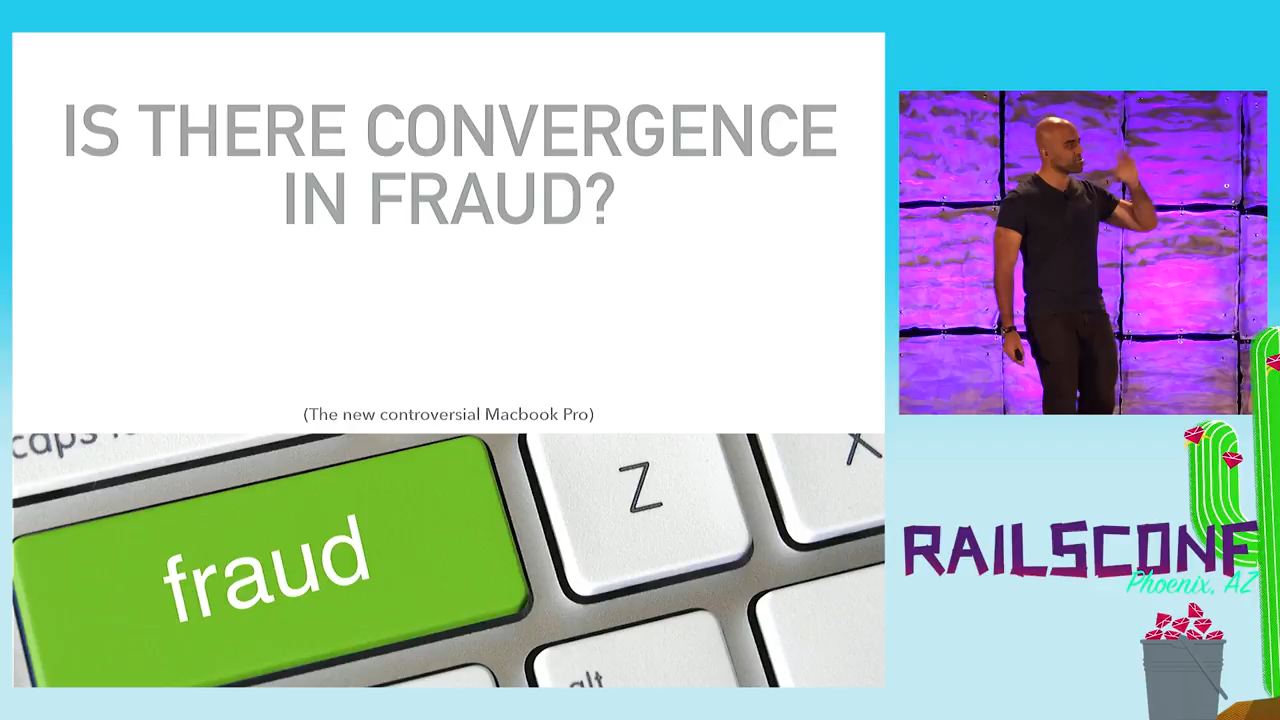 IS THERE CONVERGENCE
IN FRAUD?
(The new controversial Macbook Pro)
caps
fraud
Z
X
alt
RAILSCONF
Phoenix, AZ